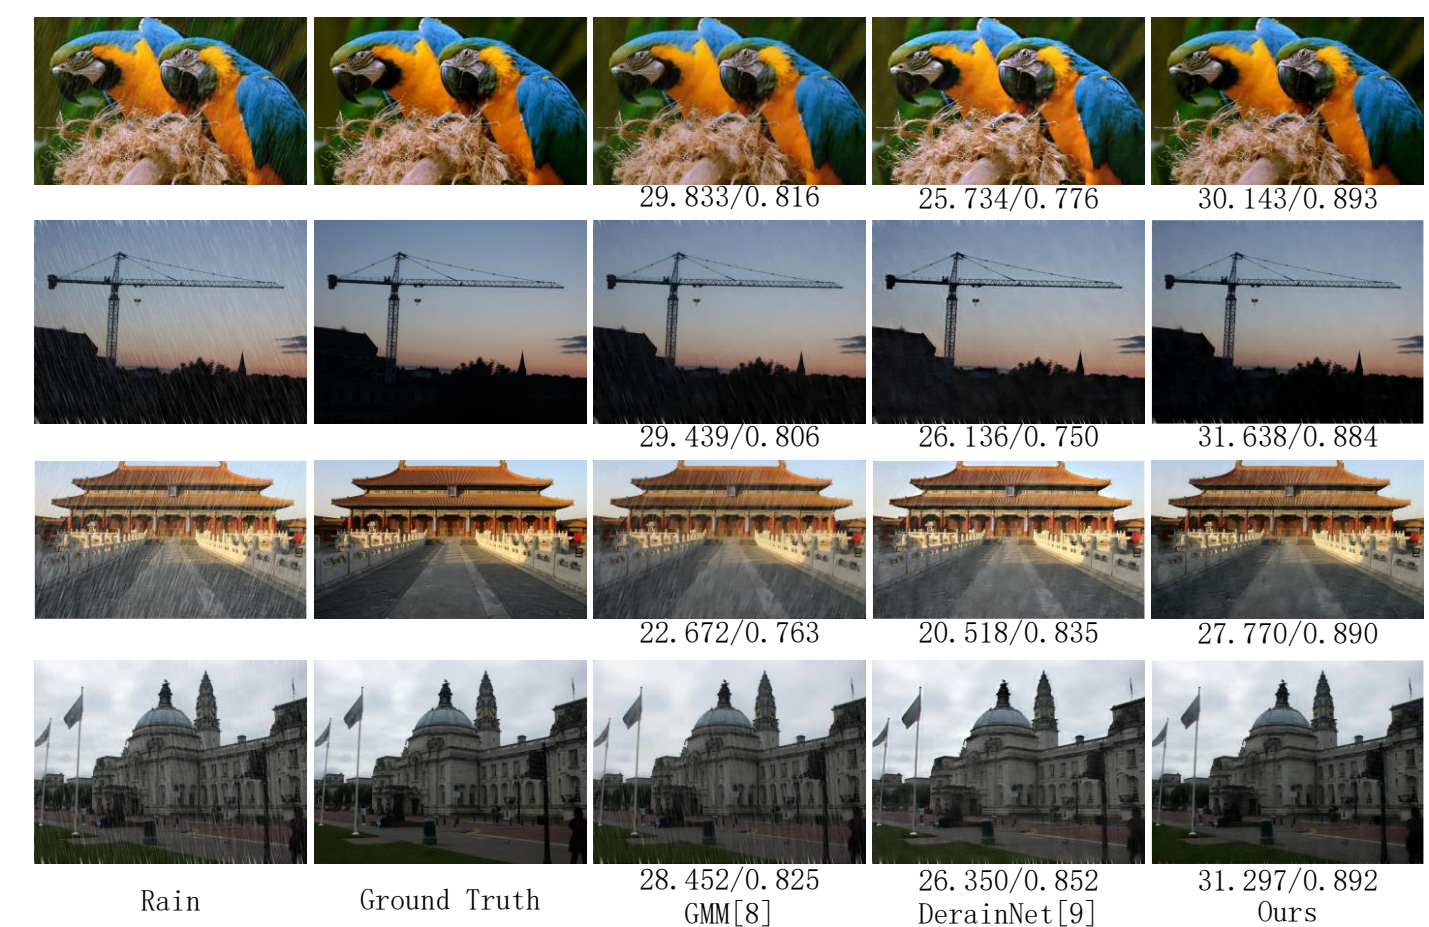 29.833/0.816 25.734/0.776 30.143/0.893
29.439/0.806 26.136/0.750 31.638/0.884
22.672/0.763 20.518/0.835 27.770/0.890
28.452/0.825 26.350/0.852 31.297/0.892
Rain Ground Truth GMM[8] DerainNet[9] Ours